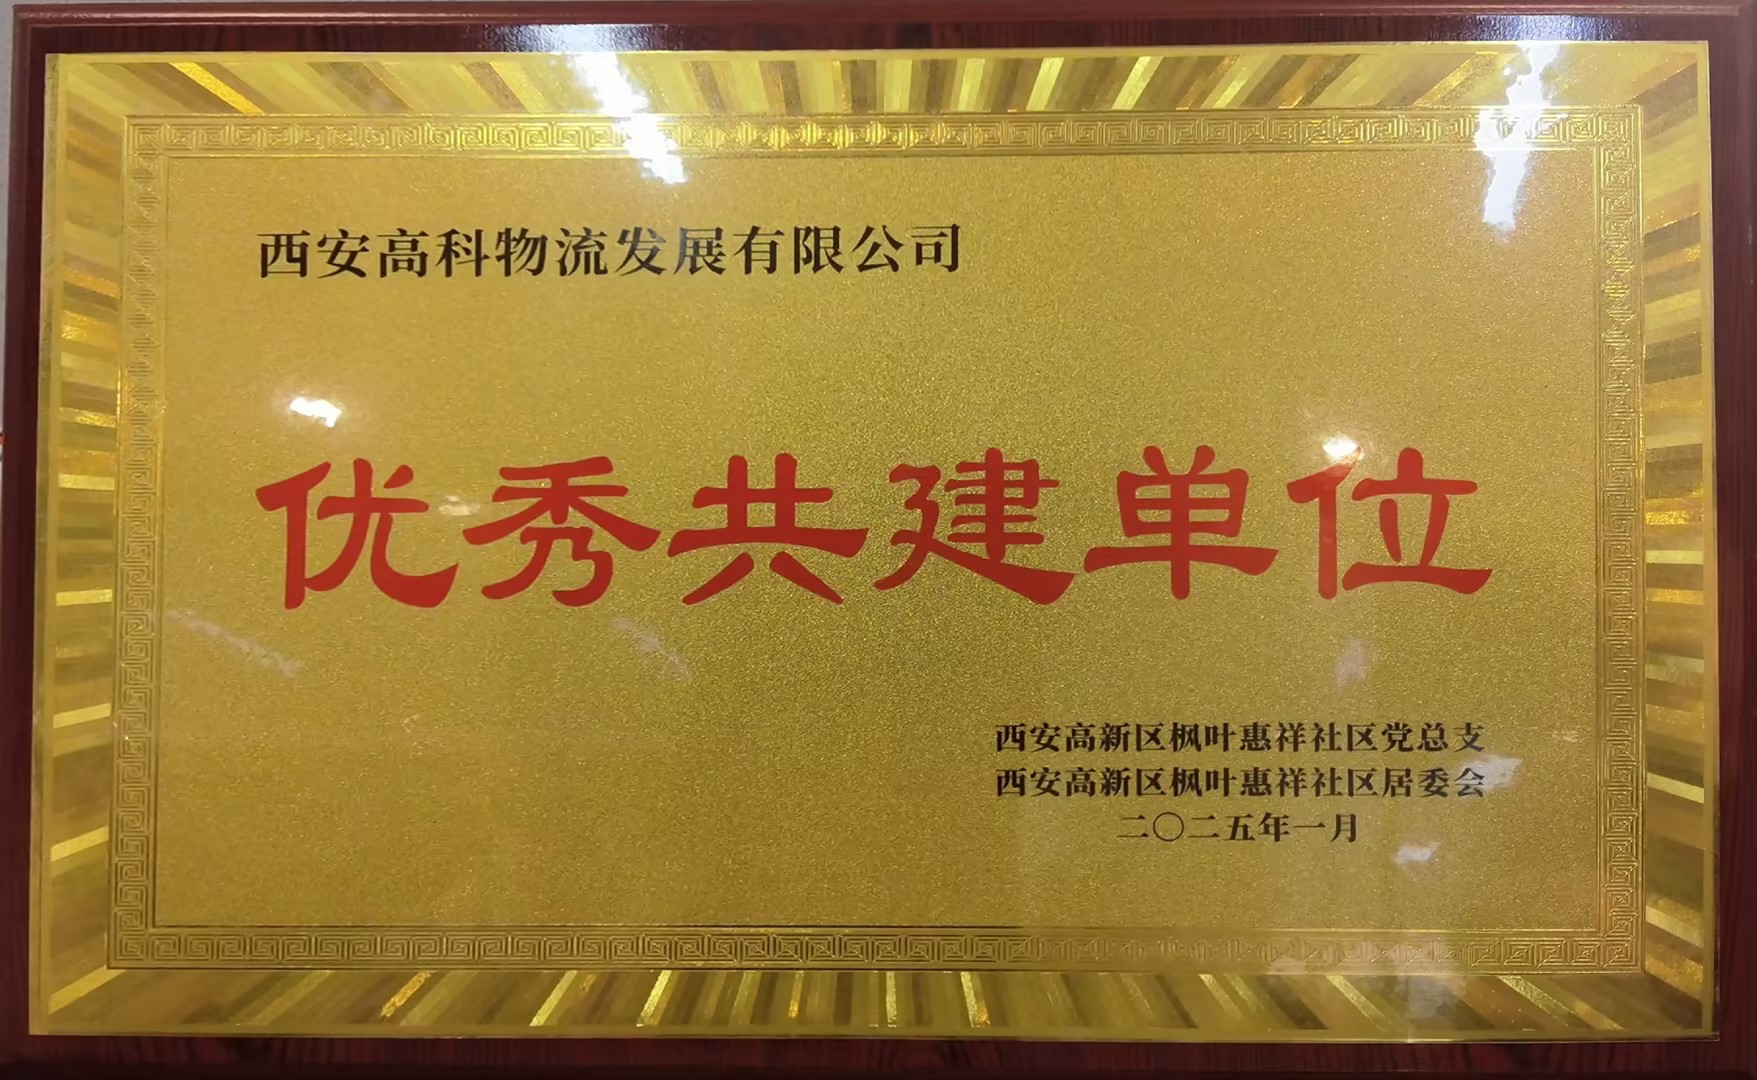 西安高科物流发展有限公司
优秀共建单位
西安高新区枫叶惠祥社区党总支
西安高新区枫叶惠祥社区居委会
二〇二五年一月